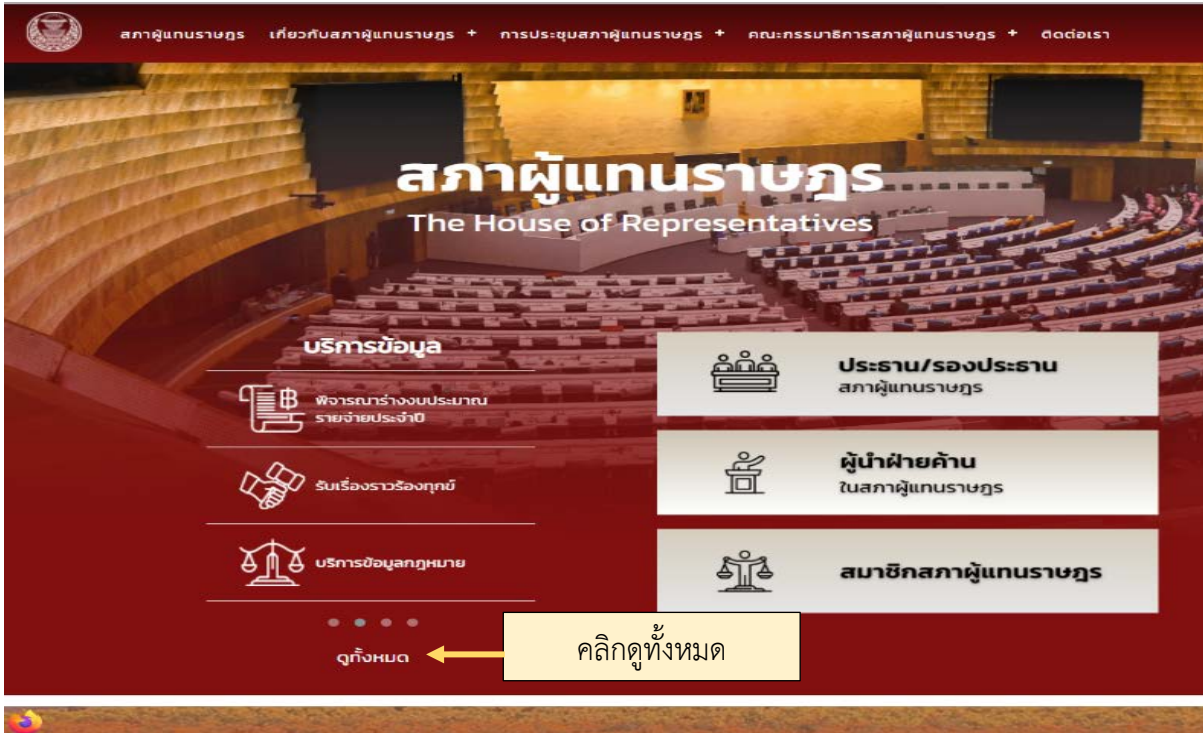 สภาผู้แทนราษฎร เกี่ยวกับสภาผู้แทนราษฎร + การประชุมสภาผู้แทนราษฎร + คณะกรรมาธิการสภาผู้แทนราษฎร + ติดต่อเรา
สภาผู้แทนราษฎร
The House of Representatives
บริการข้อมูล
พิจารณาร่างงบประมาณ
รายจ่ายประจำปี
รับเรื่องราวร้องทุกข์
บริการข้อมูลกฎหมาย
ดูทั้งหมด
คลิกดูทั้งหมด
ประธาน/รองประธาน
สภาผู้แทนราษฎร
ผู้นำฝ่ายค้าน
ในสภาผู้แทนราษฎร
สมาชิกสภาผู้แทนราษฎร